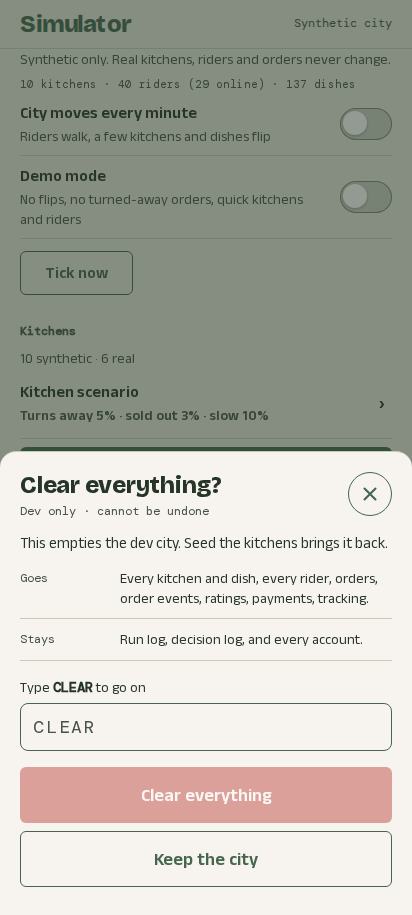 Simulator
Synthetic city
Synthetic only. Real kitchens, riders and orders never change.
10 kitchens · 40 riders (29 online) · 137 dishes
City moves every minute
Riders walk, a few kitchens and dishes flip
Demo mode
No flips, no turned-away orders, quick kitchens
and riders
Tick now
Kitchens
10 synthetic · 6 real
Kitchen scenario
Turns away 5% · sold out 3% · slow 10%
›
Clear everything?
Dev only · cannot be undone
This empties the dev city. Seed the kitchens brings it back.
Goes
Every kitchen and dish, every rider, orders,
order events, ratings, payments, tracking.
Stays
Run log, decision log, and every account.
Type CLEAR to go on
CLEAR
Clear everything
Keep the city